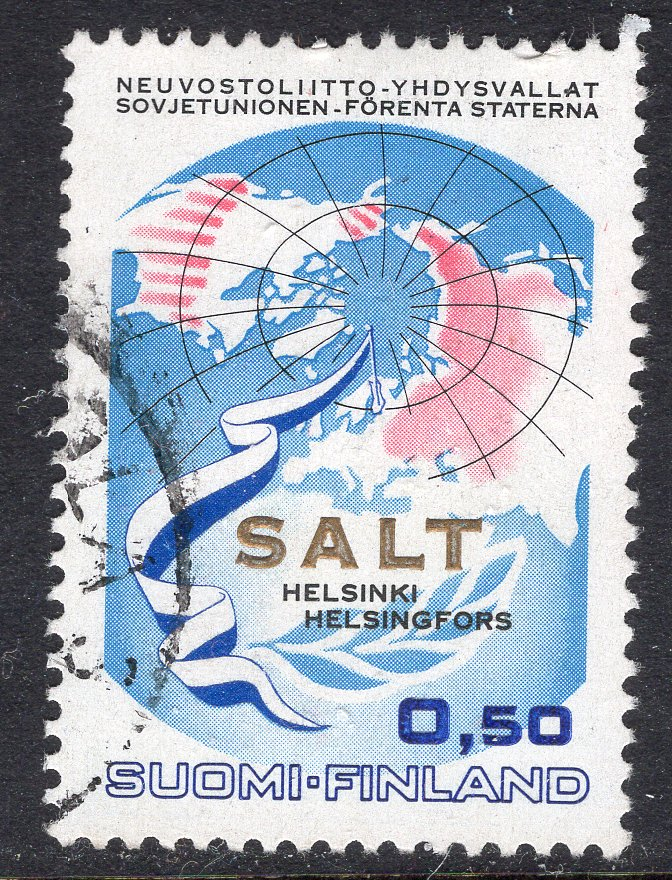 NEUVOSTOLIITTO-YHDYSVALLAT
SOVJETUNIONEN-FÖRENTA STATERNA
SALT
HELSINKI
HELSINGFORS
0,50
SUOMI·FINLAND